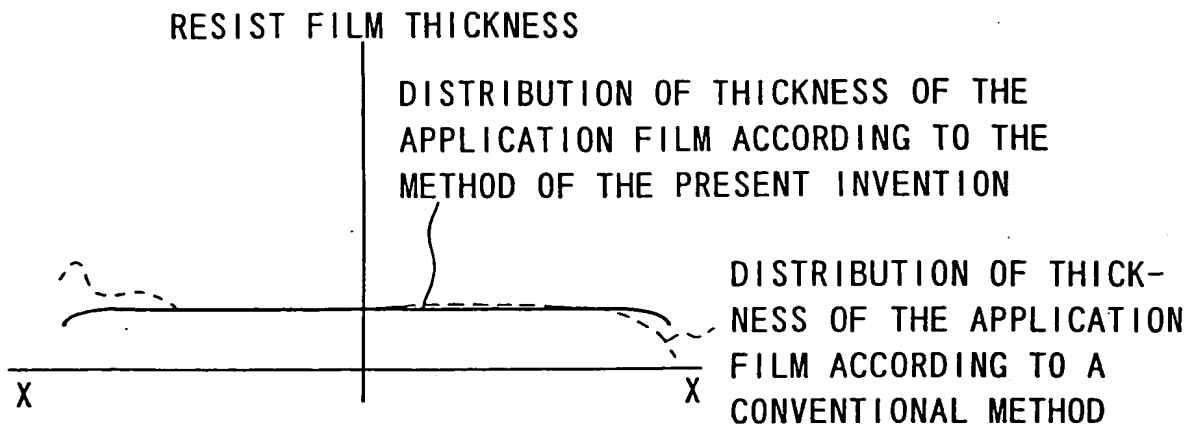 RESIST FILM THICKNESS
DISTRIBUTION OF THICKNESS OF THE
APPLICATION FILM ACCORDING TO THE
METHOD OF THE PRESENT INVENTION
DISTRIBUTION OF THICK-
NESS OF THE APPLICATION
FILM ACCORDING TO A
CONVENTIONAL METHOD
X
X